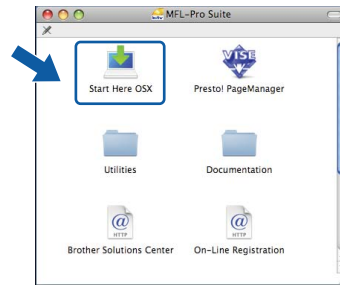 MFL-Pro Suite
Start Here OSX
VISE
Presto! PageManager
Utilities
Documentation
@
HTTP
Brother Solutions Center
@
HTTP
On-Line Registration